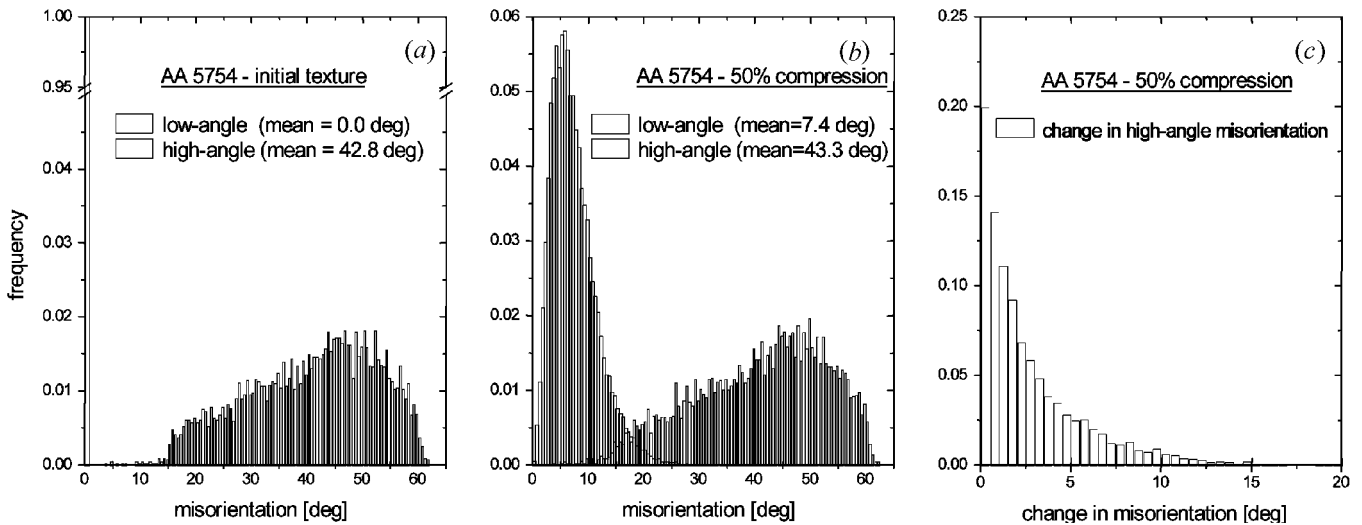 (a)
AA 5754 - initial texture
low-angle (mean = 0.0 deg)
high-angle (mean = 42.8 deg)
frequency
1.00
0.95
0.04
0.03
0.02
0.01
0.00
0 10 20 30 40 50 60
misorientation [deg]
(b)
AA 5754 - 50% compression
low-angle (mean=7.4 deg)
high-angle (mean=43.3 deg)
0.06
0.05
0.04
0.03
0.02
0.01
0.00
0 10 20 30 40 50 60
misorientation [deg]
(c)
AA 5754 - 50% compression
change in high-angle misorientation
0.25
0.20
0.15
0.10
0.05
0.00
0 5 10 15 20
change in misorientation [deg]